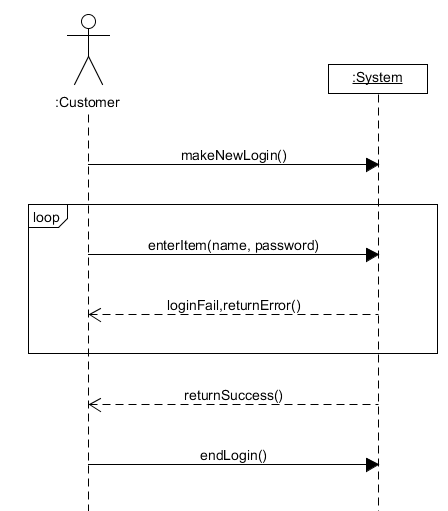 :System
:Customer
makeNewLogin()
loop
enterItem(name, password)
loginFail,returnError()
returnSuccess()
endLogin()